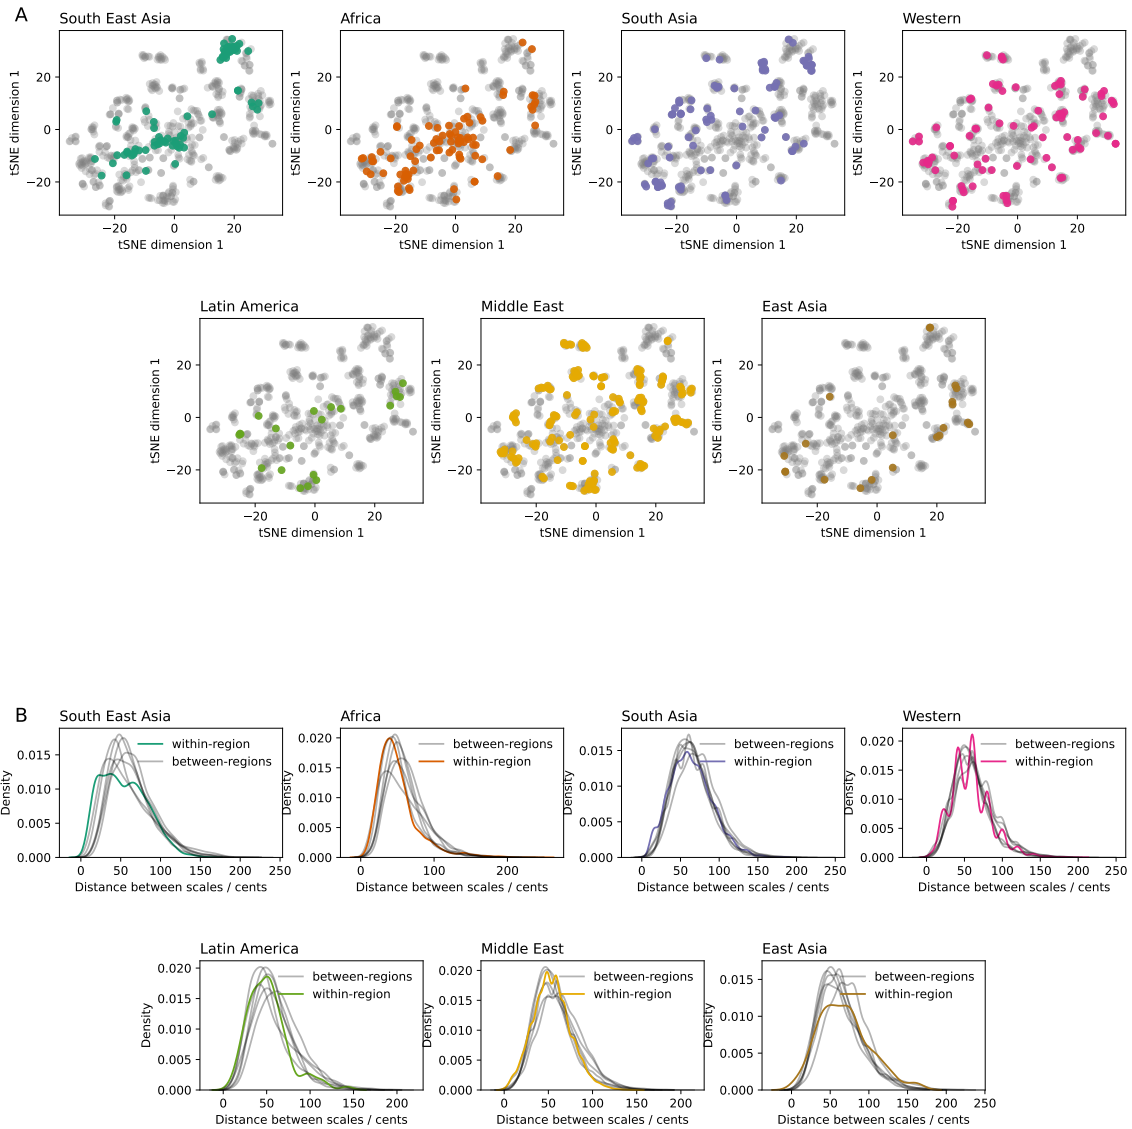 A
South East Asia
Africa
South Asia
Western
tSNE dimension 1
20
0
−20
−20
0
20
tSNE dimension 1
tSNE dimension 1
20
0
−20
−20
0
20
tSNE dimension 1
tSNE dimension 1
20
0
−20
−20
0
20
tSNE dimension 1
tSNE dimension 1
20
0
−20
−20
0
20
tSNE dimension 1
Latin America
Middle East
East Asia
tSNE dimension 1
20
0
−20
−20
0
20
tSNE dimension 1
tSNE dimension 1
20
0
−20
−20
0
20
tSNE dimension 1
tSNE dimension 1
20
0
−20
−20
0
20
tSNE dimension 1
B
South East Asia
within-region
between-regions
Density
0.015
0.010
0.005
0.000
0
50
100
150
200
250
Distance between scales / cents
Africa
between-regions
within-region
Density
0.020
0.015
0.010
0.005
0.000
0
100
200
Distance between scales / cents
South Asia
between-regions
within-region
Density
0.015
0.010
0.005
0.000
0
50
100
150
200
250
Distance between scales / cents
Western
between-regions
within-region
Density
0.020
0.015
0.010
0.005
0.000
0
50
100
150
200
250
Distance between scales / cents
Latin America
between-regions
within-region
Density
0.020
0.015
0.010
0.005
0.000
0
50
100
150
200
Distance between scales / cents
Middle East
between-regions
within-region
Density
0.020
0.015
0.010
0.005
0.000
0
50
100
150
200
Distance between scales / cents
East Asia
between-regions
within-region
Density
0.015
0.010
0.005
0.000
0
50
100
150
200
250
Distance between scales / cents